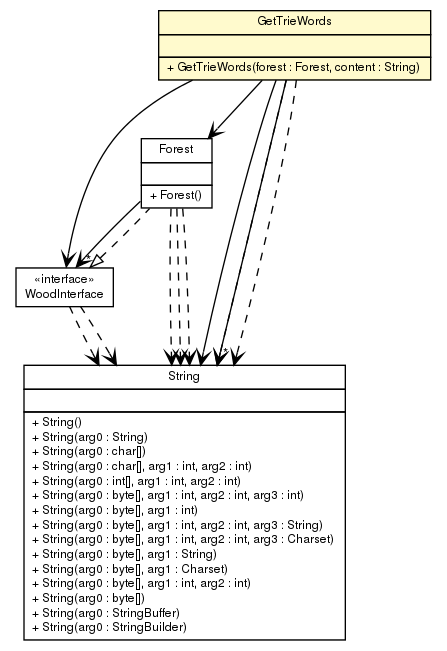 GetTrieWords
+ GetTrieWords(forest : Forest, content : String)
Forest
+ Forest()
*
«interface»
WoodInterface
*
String
+ String()
+ String(arg0 : String)
+ String(arg0 : char[])
+ String(arg0 : char[], arg1 : int, arg2 : int)
+ String(arg0 : int[], arg1 : int, arg2 : int)
+ String(arg0 : byte[], arg1 : int, arg2 : int, arg3 : int)
+ String(arg0 : byte[], arg1 : int)
+ String(arg0 : byte[], arg1 : int, arg2 : int, arg3 : String)
+ String(arg0 : byte[], arg1 : int, arg2 : int, arg3 : Charset)
+ String(arg0 : byte[], arg1 : String)
+ String(arg0 : byte[], arg1 : Charset)
+ String(arg0 : byte[], arg1 : int, arg2 : int)
+ String(arg0 : byte[])
+ String(arg0 : StringBuffer)
+ String(arg0 : StringBuilder)